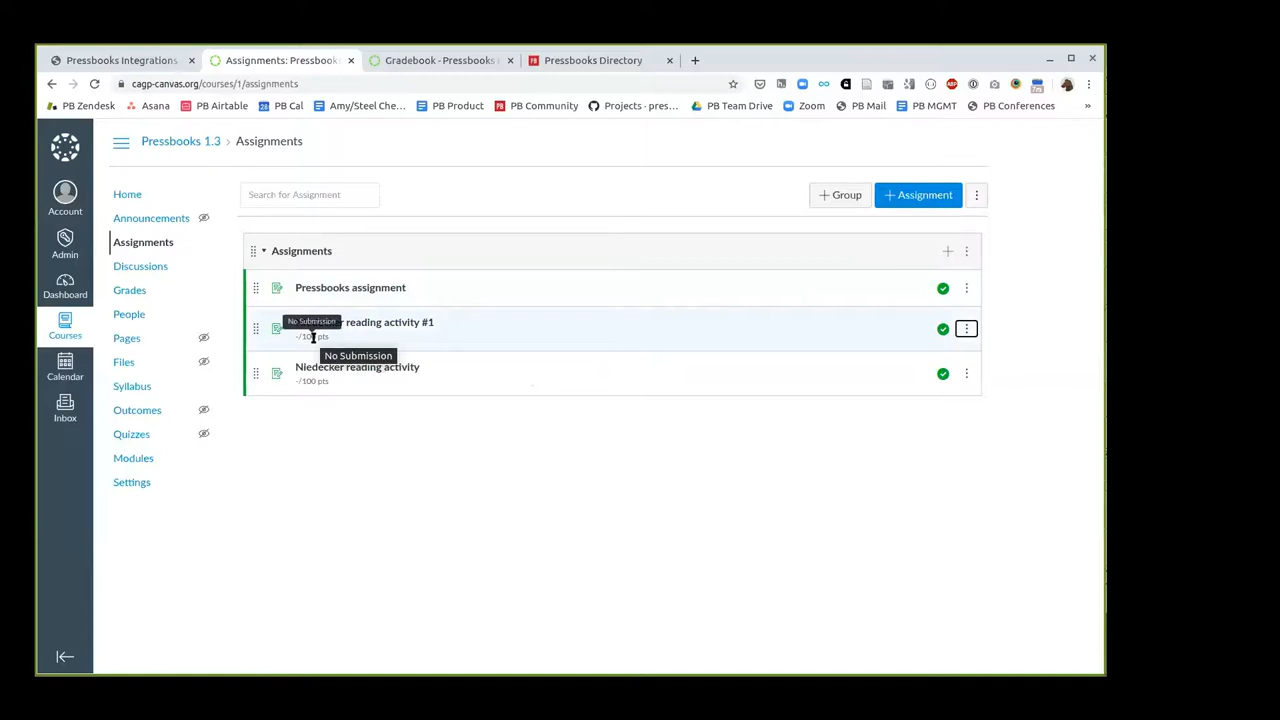 Pressbooks Integrations
Assignments: Pressbook
Gradebook - Pressbooks
Pressbooks Directory
cagp-canvas.org/courses/1/assignments
PB Zendesk
Asana
PB Airtable
PB Cal
Amy/Steel Che...
PB Product
PB Community
Projects - pres...
PB Team Drive
Zoom
PB Mail
PB MGMT
PB Conferences
»
Pressbooks 1.3 › Assignments
Account
Admin
Dashboard
Courses
Calendar
Inbox
Home
Announcements
Assignments
Discussions
Grades
People
Pages
Files
Syllabus
Outcomes
Quizzes
Modules
Settings
Search for Assignment
+ Group
+ Assignment
Assignments
Pressbooks assignment
No Submission
r reading activity #1
-/100 pts
No Submission
Niedecker reading activity
-/100 pts